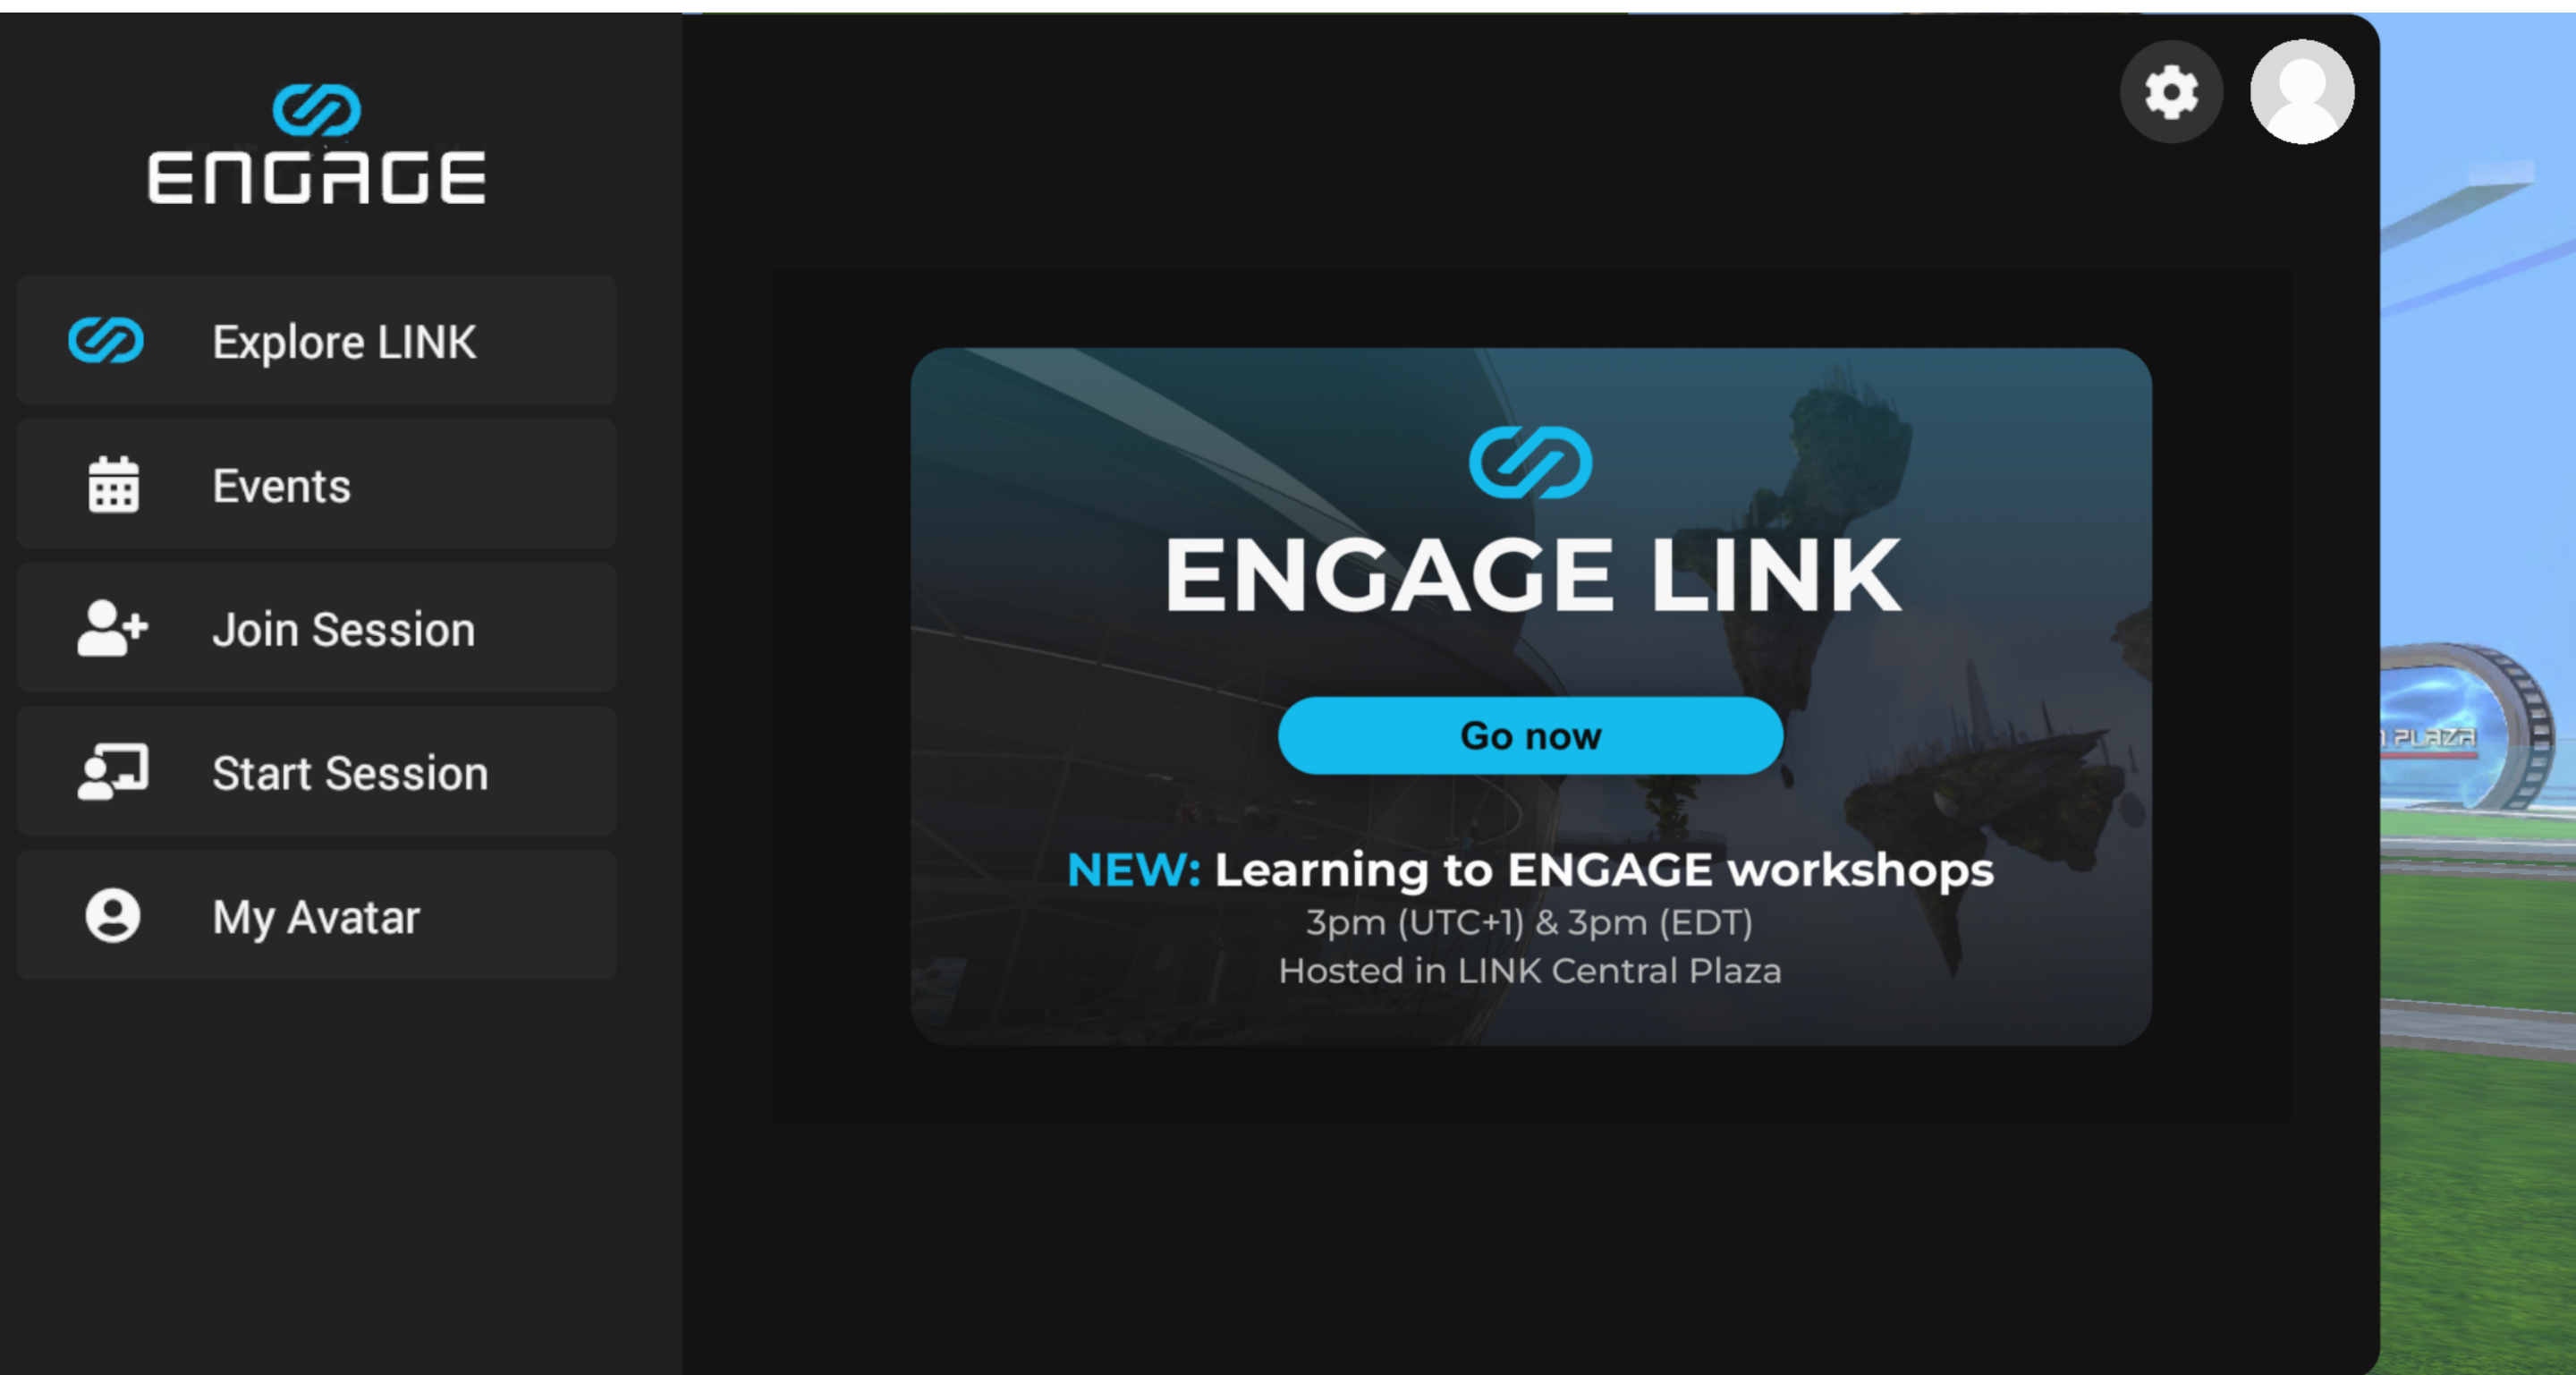 ENGAGE
Explore LINK
Events
Join Session
Start Session
My Avatar
ENGAGE LINK
Go now
NEW: Learning to ENGAGE workshops
3pm (UTC+1) & 3pm (EDT)
Hosted in LINK Central Plaza
PLAZA